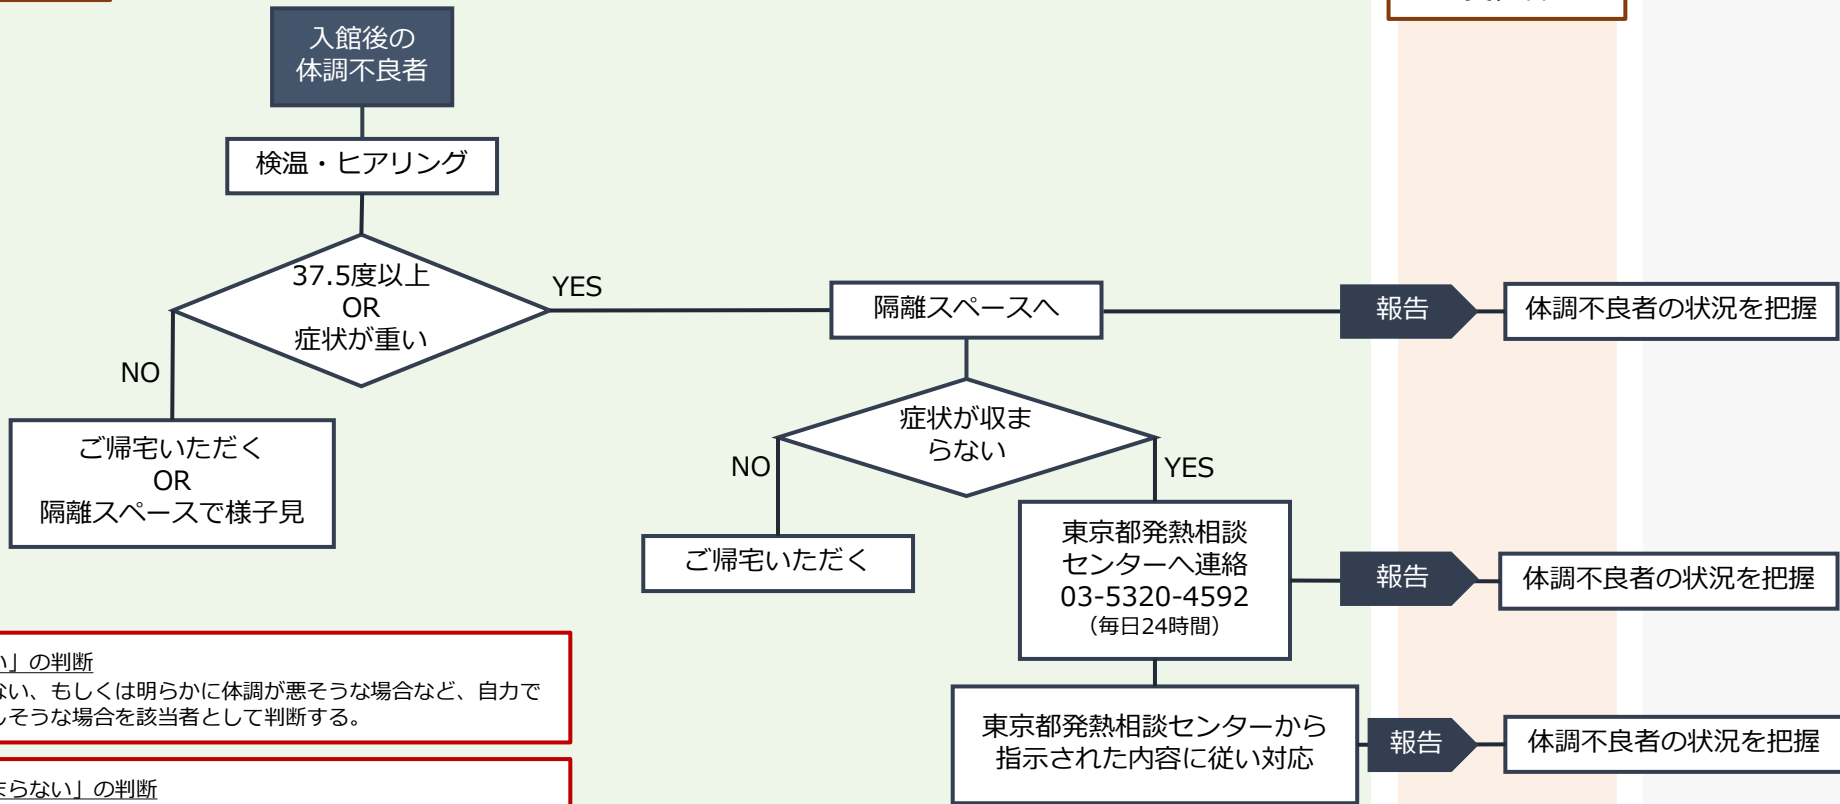 入館後の
体調不良者
検温・ヒアリング
37.5度以上
OR
症状が重い
YES
NO
ご帰宅いただく
OR
隔離スペースで様子見
隔離スペースへ
報告
体調不良者の状況を把握
症状が収ま
らない
NO
YES
ご帰宅いただく
東京都発熱相談
センターへ連絡
03-5320-4592
（毎日24時間）
報告
体調不良者の状況を把握
東京都発熱相談センターから
指示された内容に従い対応
報告
体調不良者の状況を把握
い」の判断
ない、もしくは明らかに体調が悪そうな場合など、自力で
しそうな場合を該当者として判断する。
まらない」の判断